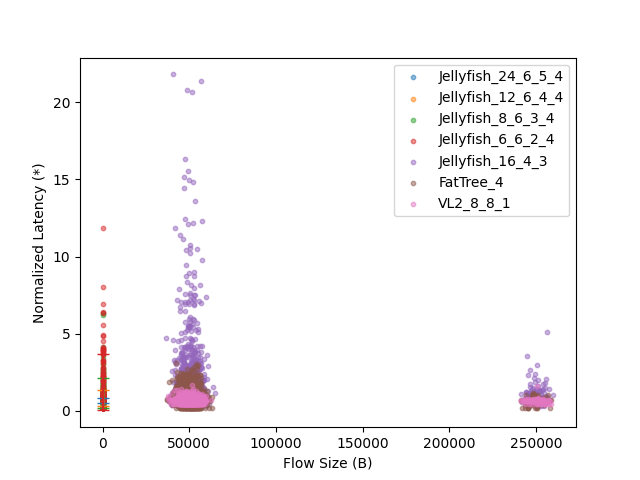 Jellyfish_24_6_5_4
Jellyfish_12_6_4_4
Jellyfish_8_6_3_4
Jellyfish_6_6_2_4
Jellyfish_16_4_3
FatTree_4
VL2_8_8_1
Normalized Latency (*)
20
15
10
5
0
0 50000 100000 150000 200000 250000
Flow Size (B)